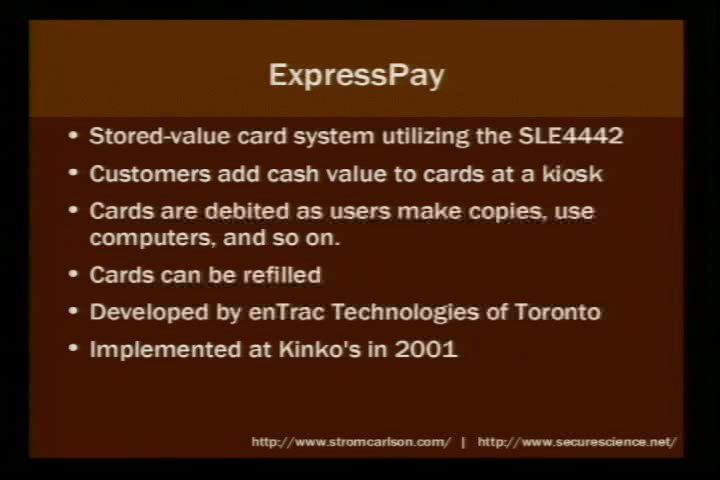 ExpressPay
• Stored-value card system utilizing the SLE4442
• Customers add cash value to cards at a kiosk
• Cards are debited as users make copies, use
computers, and so on.
• Cards can be refilled
• Developed by enTrac Technologies of Toronto
• Implemented at Kinko's in 2001
http://www.stromcarlson.com/ | http://www.securescience.net/